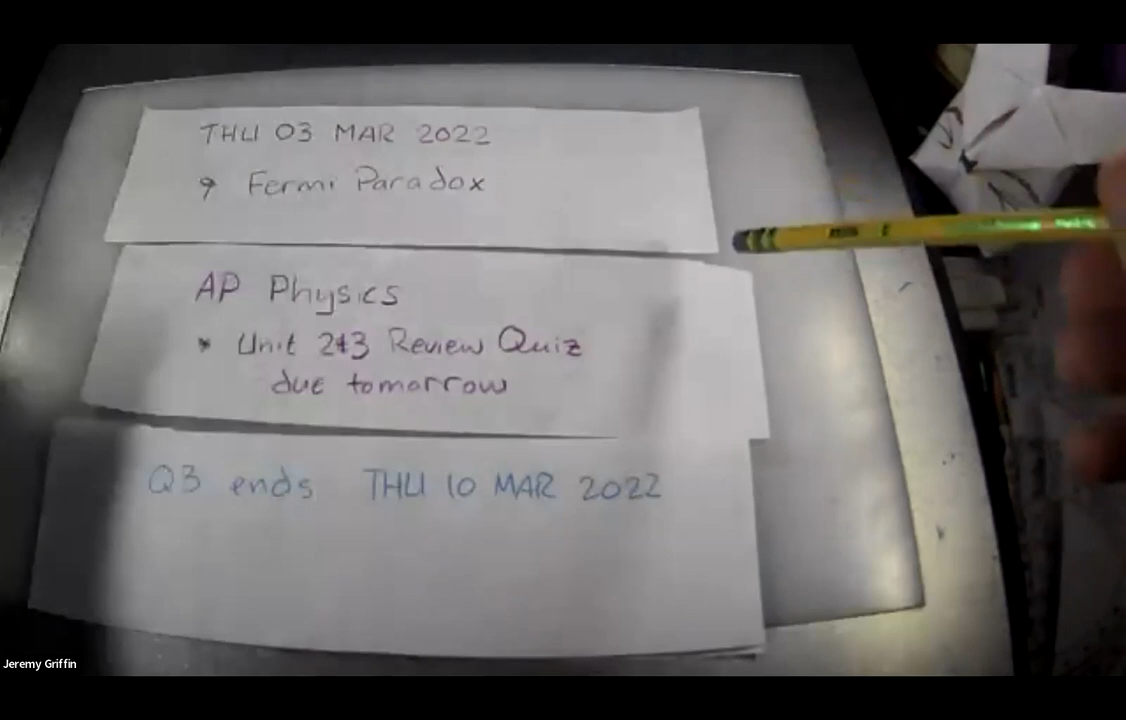 THU 03 MAR 2022
Fermi Paradox
AP Physics
* Unit 2+3 Review Quiz
due tomorrow
Q3 ends THU 10 MAR 2022
Jeremy Griffin